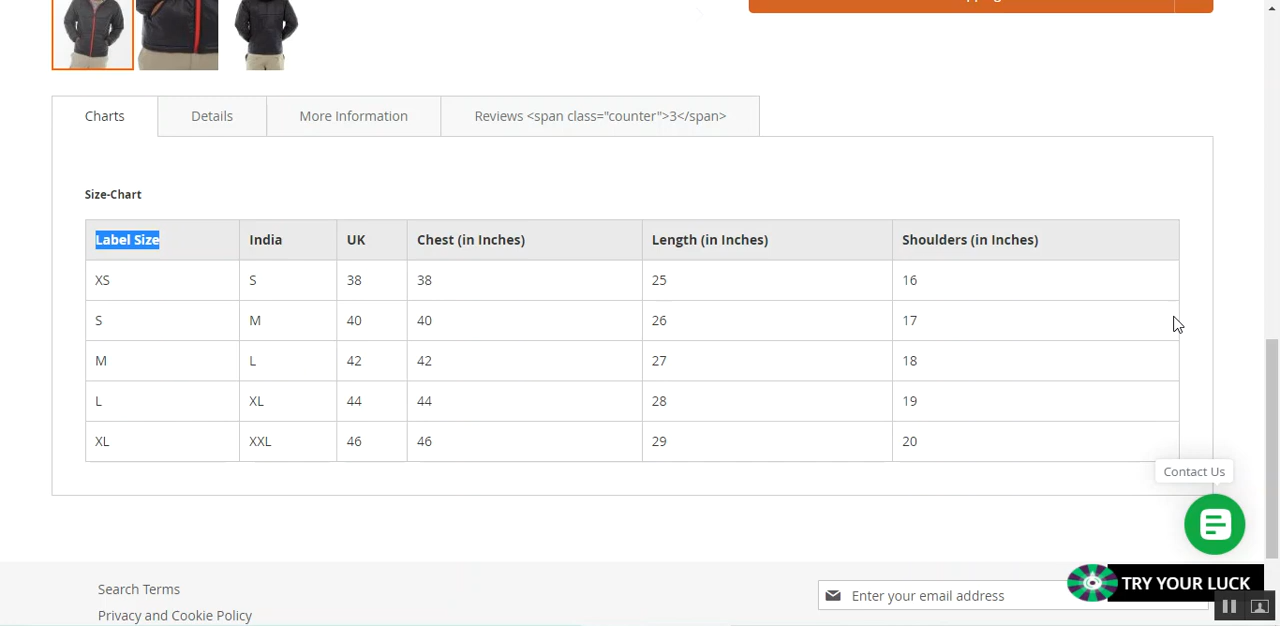 Charts Details More Information Reviews <span class="counter">3</span>
Size-Chart
Label Size India UK Chest (in Inches) Length (in Inches) Shoulders (in Inches)
XS S 38 38 25 16
S M 40 40 26 17
M L 42 42 27 18
L XL 44 44 28 19
XL XXL 46 46 29 20
Contact Us
Search Terms
Enter your email address
TRY YOUR LUCK
Privacy and Cookie Policy